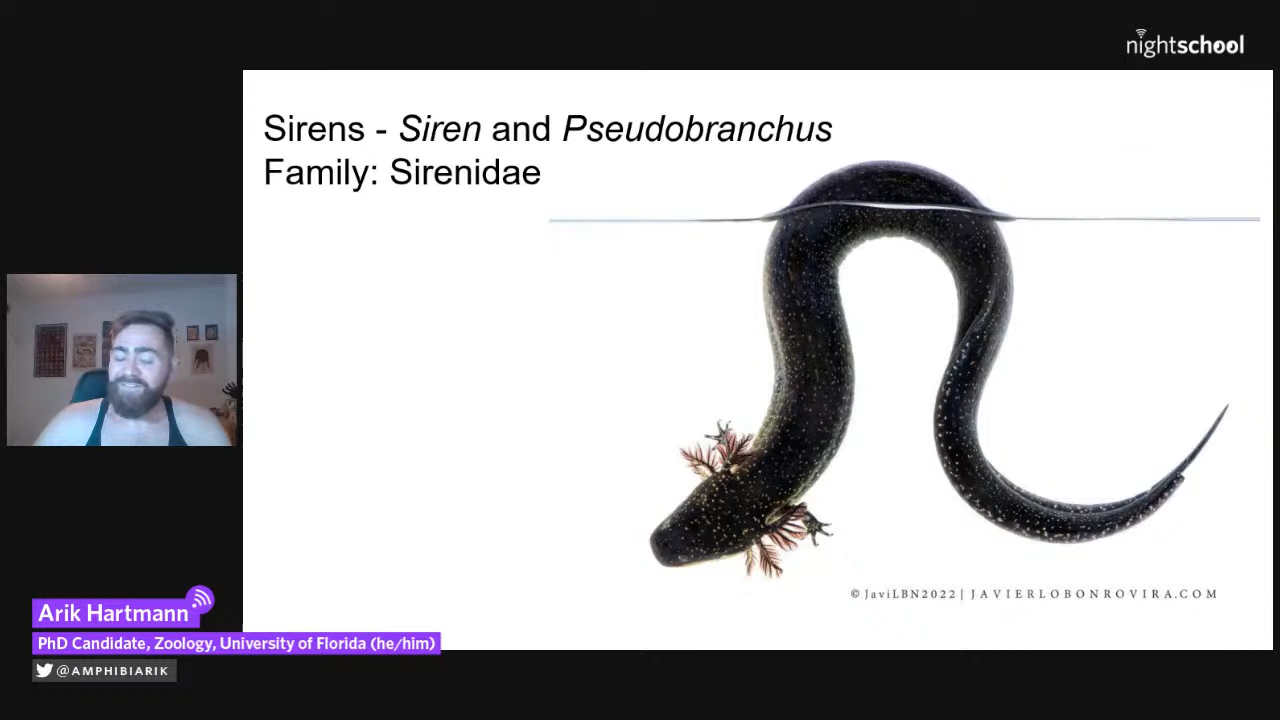 nightschool
Sirens - Siren and Pseudobranchus
Family: Sirenidae
© JaviLBN2022 | JAVIERLOBONROVIRA.COM
Arik Hartmann
PhD Candidate, Zoology, University of Florida (he/him)
@AMPHIBIARIK